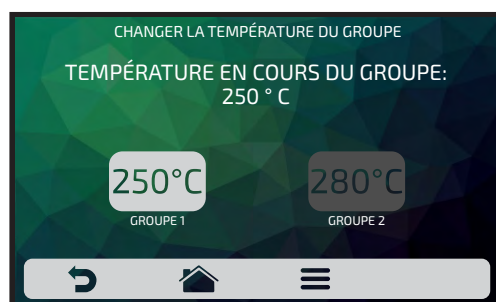 CHANGER LA TEMPÉRATURE DU GROUPE
TEMPÉRATURE EN COURS DU GROUPE:
250 ° C
250°C
280°C
GROUPE 1
GROUPE 2